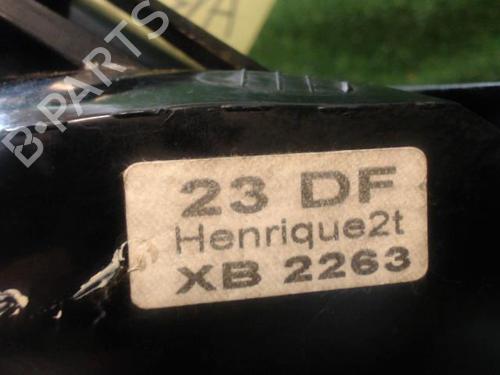 B-PARTS
23 DF
Henrique2t
XB 2263